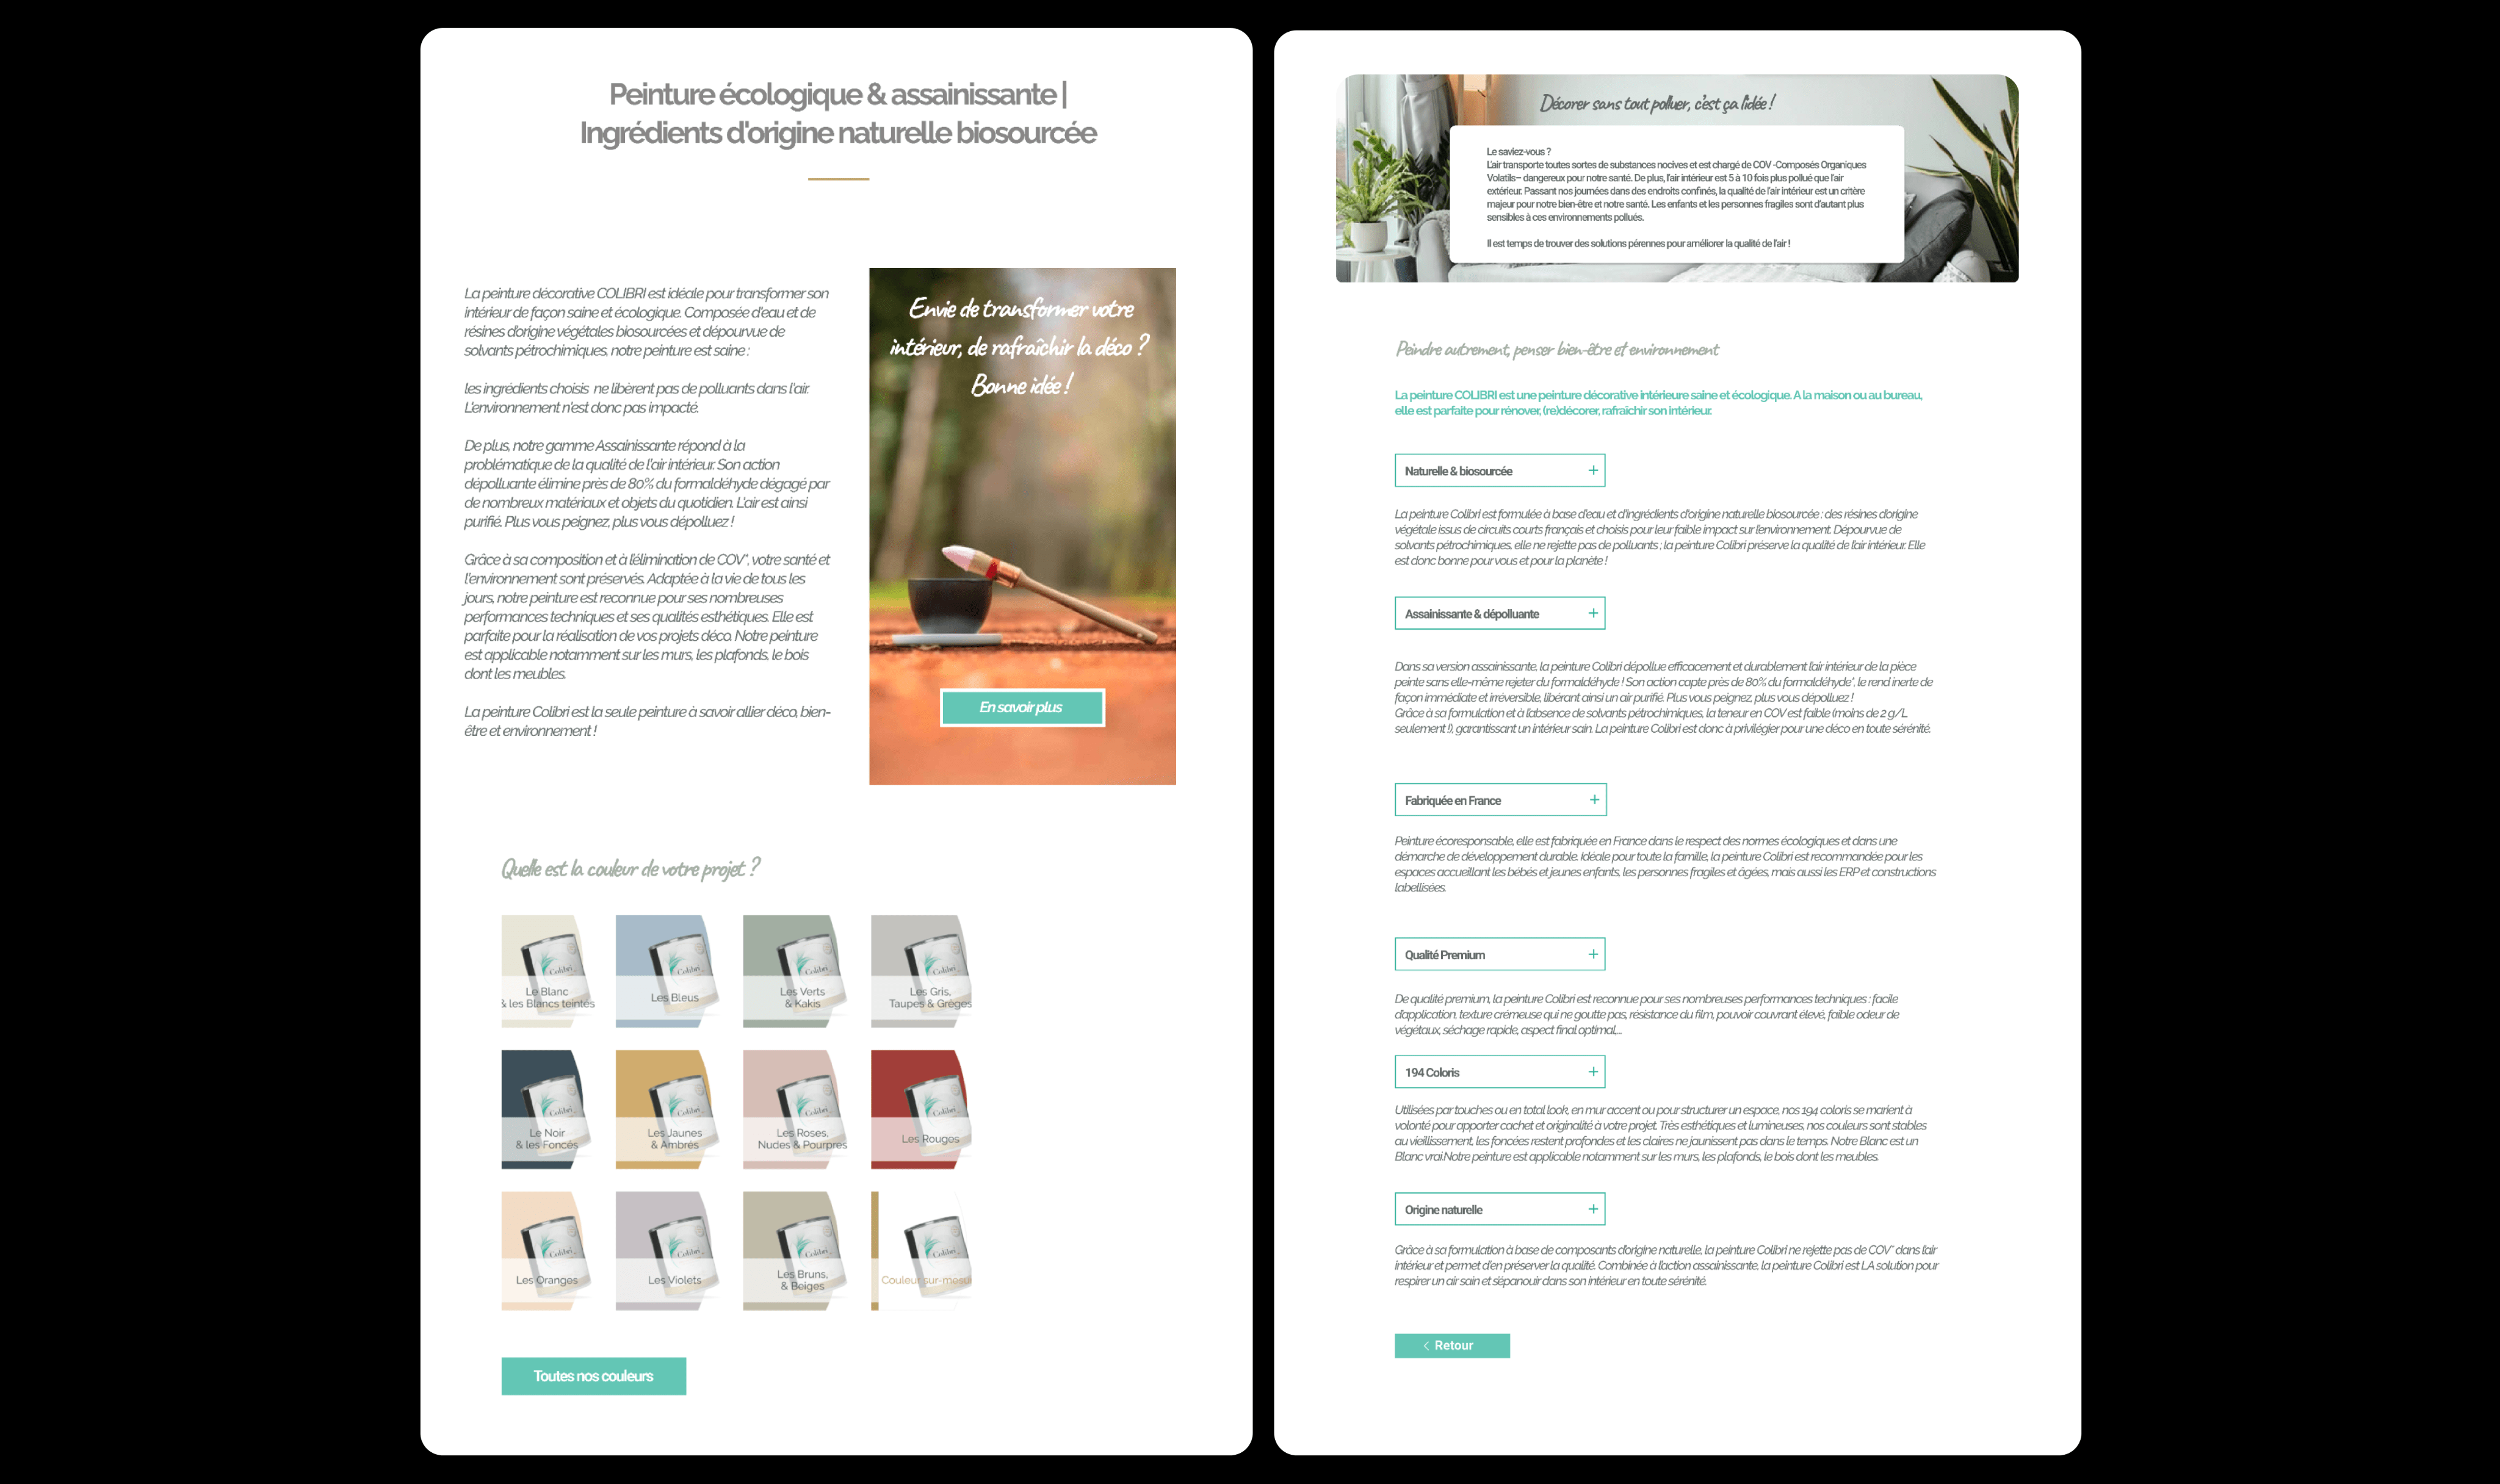 Peinture écologique & assainissante |
Ingrédients d'origine naturelle biosourcée
La peinture décorative COLIBRI est idéale pour transformer son
intérieur de façon saine et écologique. Composée d'eau et de
résines d'origine végétales biosourcées et dépourvue de
solvants pétrochimiques, notre peinture est saine :
les ingrédients choisis ne libèrent pas de polluants dans l'air.
L'environnement n'est donc pas impacté.
De plus, notre gamme Assainissante répond à la
problématique de la qualité de l'air intérieur. Son action
dépolluante élimine près de 80% du formaldéhyde dégagé par
de nombreux matériaux et objets du quotidien. L'air est ainsi
purifié. Plus vous peignez, plus vous dépolluez !
Grâce à sa composition et à l'élimination de COV*, votre santé et
l'environnement sont préservés. Adaptée à la vie de tous les
jours, notre peinture est reconnue pour ses nombreuses
performances techniques et ses qualités esthétiques. Elle est
parfaite pour la réalisation de vos projets déco. Notre peinture
est applicable notamment sur les murs, les plafonds, le bois
dont les meubles.
La peinture Colibri est la seule peinture à savoir allier déco, bien-
être et environnement !
Envie de transformer votre
intérieur, de rafraîchir la déco ?
Bonne idée !
En savoir plus
Quelle est la couleur de votre projet ?
Colibri
Le Blanc
& les Blancs teintés
Colibri
Les Bleus
Colibri
Les Verts
& Kakis
Colibri
Les Gris,
Taupes & Grèges
Colibri
Le Noir
& les Foncés
Colibri
Les Jaunes
& Ambrés
Colibri
Les Roses,
Nudes & Pourpres
Colibri
Les Rouges
Colibri
Les Oranges
Colibri
Les Violets
Colibri
Les Bruns,
& Beiges
Colibri
Couleur sur-mesu
Toutes nos couleurs
Décorer sans tout polluer, c'est ça l'idée !
Le saviez-vous ?
L'air transporte toutes sortes de substances nocives et est chargé de COV -Composés Organiques
Volatils– dangereux pour notre santé. De plus, l'air intérieur est 5 à 10 fois plus pollué que l'air
extérieur. Passant nos journées dans des endroits confinés, la qualité de l'air intérieur est un critère
majeur pour notre bien-être et notre santé. Les enfants et les personnes fragiles sont d'autant plus
sensibles à ces environnements pollués.
Il est temps de trouver des solutions pérennes pour améliorer la qualité de l'air !
Peindre autrement, penser bien-être et environnement
La peinture COLIBRI est une peinture décorative intérieure saine et écologique. A la maison ou au bureau,
elle est parfaite pour rénover, (re)décorer, rafraîchir son intérieur.
Naturelle & biosourcée +
La peinture Colibri est formulée à base d'eau et d'ingrédients d'origine naturelle biosourcée : des résines d'origine
végétale issus de circuits courts français et choisis pour leur faible impact sur l'environnement. Dépourvue de
solvants pétrochimiques, elle ne rejette pas de polluants ; la peinture Colibri préserve la qualité de l'air intérieur. Elle
est donc bonne pour vous et pour la planète !
Assainissante & dépolluante +
Dans sa version assainissante, la peinture Colibri dépollue efficacement et durablement l'air intérieur de la pièce
peinte sans elle-même rejeter du formaldéhyde ! Son action capte près de 80% du formaldéhyde*, le rend inerte de
façon immédiate et irréversible, libérant ainsi un air purifié. Plus vous peignez, plus vous dépolluez !
Grâce à sa formulation et à l'absence de solvants pétrochimiques, la teneur en COV est faible (moins de 2 g/L
seulement !), garantissant un intérieur sain. La peinture Colibri est donc à privilégier pour une déco en toute sérénité.
Fabriquée en France +
Peinture écoresponsable, elle est fabriquée en France dans le respect des normes écologiques et dans une
démarche de développement durable. Idéale pour toute la famille, la peinture Colibri est recommandée pour les
espaces accueillant les bébés et jeunes enfants, les personnes fragiles et âgées, mais aussi les ERP et constructions
labellisées.
Qualité Premium +
De qualité premium, la peinture Colibri est reconnue pour ses nombreuses performances techniques : facile
d'application, texture crémeuse qui ne goutte pas, résistance du film, pouvoir couvrant élevé, faible odeur de
végétaux, séchage rapide, aspect final optimal,...
194 Coloris +
Utilisées par touches ou en total look, en mur accent ou pour structurer un espace, nos 194 coloris se marient à
volonté pour apporter cachet et originalité à votre projet. Très esthétiques et lumineuses, nos couleurs sont stables
au vieillissement, les foncées restent profondes et les claires ne jaunissent pas dans le temps. Notre Blanc est un
Blanc vrai.Notre peinture est applicable notamment sur les murs, les plafonds, le bois dont les meubles.
Origine naturelle +
Grâce à sa formulation à base de composants d'origine naturelle, la peinture Colibri ne rejette pas de COV* dans l'air
intérieur et permet d'en préserver la qualité. Combinée à l'action assainissante, la peinture Colibri est LA solution pour
respirer un air sain et s'épanouir dans son intérieur en toute sérénité.
< Retour